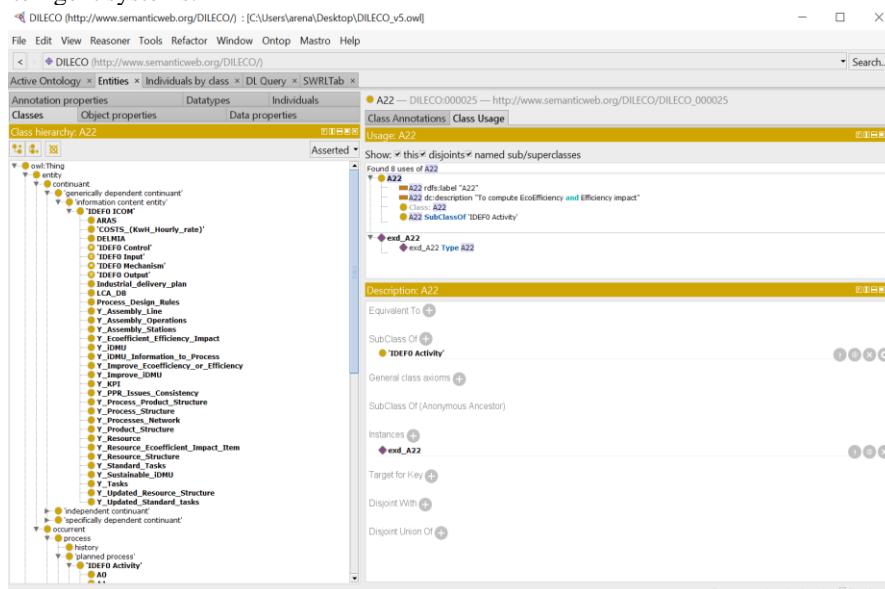 DILECO (http://www.semanticweb.org/DILECO/) : [C:\Users\arena\Desktop\DILECO_v5.owl]
File Edit View Reasoner Tools Refactor Window Ontop Mastro Help
< DILECO (http://www.semanticweb.org/DILECO/) Search...
Active Ontology × Entities × Individuals by class × DL Query × SWRLTab ×
Annotation properties Datatypes Individuals
Classes Object properties Data properties
Class hierarchy: A22
Asserted
owl:Thing
entity
continuant
'generically dependent continuant'
'information content entity'
'IDEF0 ICOM'
ARAS
'COSTS_(KwH_Hourly_rate)'
DELMIA
'IDEF0 Control'
'IDEF0 Input'
'IDEF0 Mechanism'
'IDEF0 Output'
Industrial_delivery_plan
LCA_DB
Process_Design_Rules
Y_Assembly_Line
Y_Assembly_Operations
Y_Assembly_Stations
Y_Ecoefficient_Efficiency_Impact
Y_iDMU
Y_iDMU_Information_to_Process
Y_Improve_Ecoefficiency_or_Efficiency
Y_Improve_iDMU
Y_KPI
Y_PPR_Issues_Consistency
Y_Process_Product_Structure
Y_Process_Structure
Y_Processes_Network
Y_Product_Structure
Y_Resource
Y_Resource_Ecoefficient_Impact_Item
Y_Resource_Structure
Y_Standard_Tasks
Y_Sustainable_iDMU
Y_Tasks
Y_Updated_Resource_Structure
Y_Updated_Standard_tasks
'independent continuant'
'specifically dependent continuant'
occurrent
process
history
'planned process'
'IDEF0 Activity'
A0
A22 — DILECO:000025 — http://www.semanticweb.org/DILECO/DILECO_000025
Class Annotations Class Usage
Usage: A22
Show: this disjoints named sub/superclasses
Found 8 uses of A22
A22
A22 rdfs:label "A22"
A22 dc:description "To compute EcoEfficiency and Efficiency impact"
Class: A22
A22 SubClassOf 'IDEF0 Activity'
exd_A22
exd_A22 Type A22
Description: A22
Equivalent To
SubClass Of
'IDEF0 Activity'
General class axioms
SubClass Of (Anonymous Ancestor)
Instances
exd_A22
Target for Key
Disjoint With
Disjoint Union Of